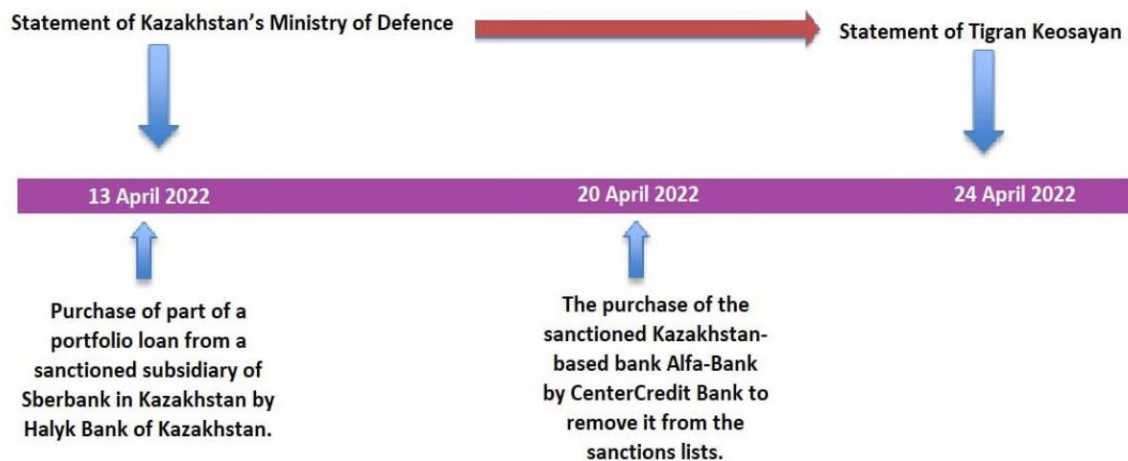 Statement of Kazakhstan’s Ministry of Defence
Statement of Tigran Keosayan
13 April 2022
20 April 2022
24 April 2022
Purchase of part of a
portfolio loan from a
sanctioned subsidiary of
Sberbank in Kazakhstan by
Halyk Bank of Kazakhstan.
The purchase of the
sanctioned Kazakhstan-
based bank Alfa-Bank
by CenterCredit Bank to
remove it from the
sanctions lists.